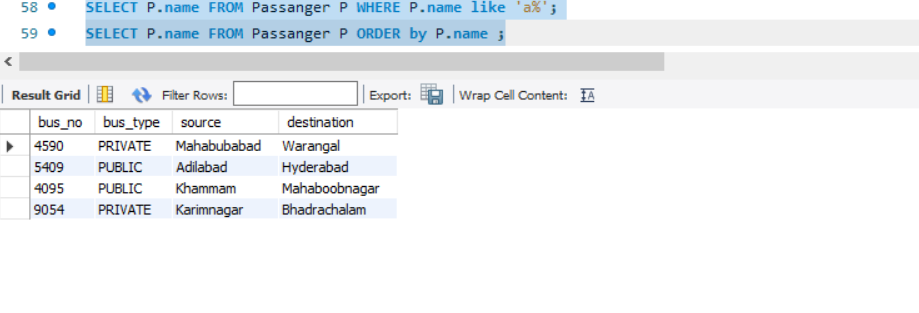 58 SELECT P.name FROM Passanger P WHERE P.name like 'a%';
59 SELECT P.name FROM Passanger P ORDER by P.name ;
Result Grid Filter Rows: Export: Wrap Cell Content:
bus_no bus_type source destination
4590 PRIVATE Mahabubabad Warangal
5409 PUBLIC Adilabad Hyderabad
4095 PUBLIC Khammam Mahaboobnagar
9054 PRIVATE Karimnagar Bhadrachalam